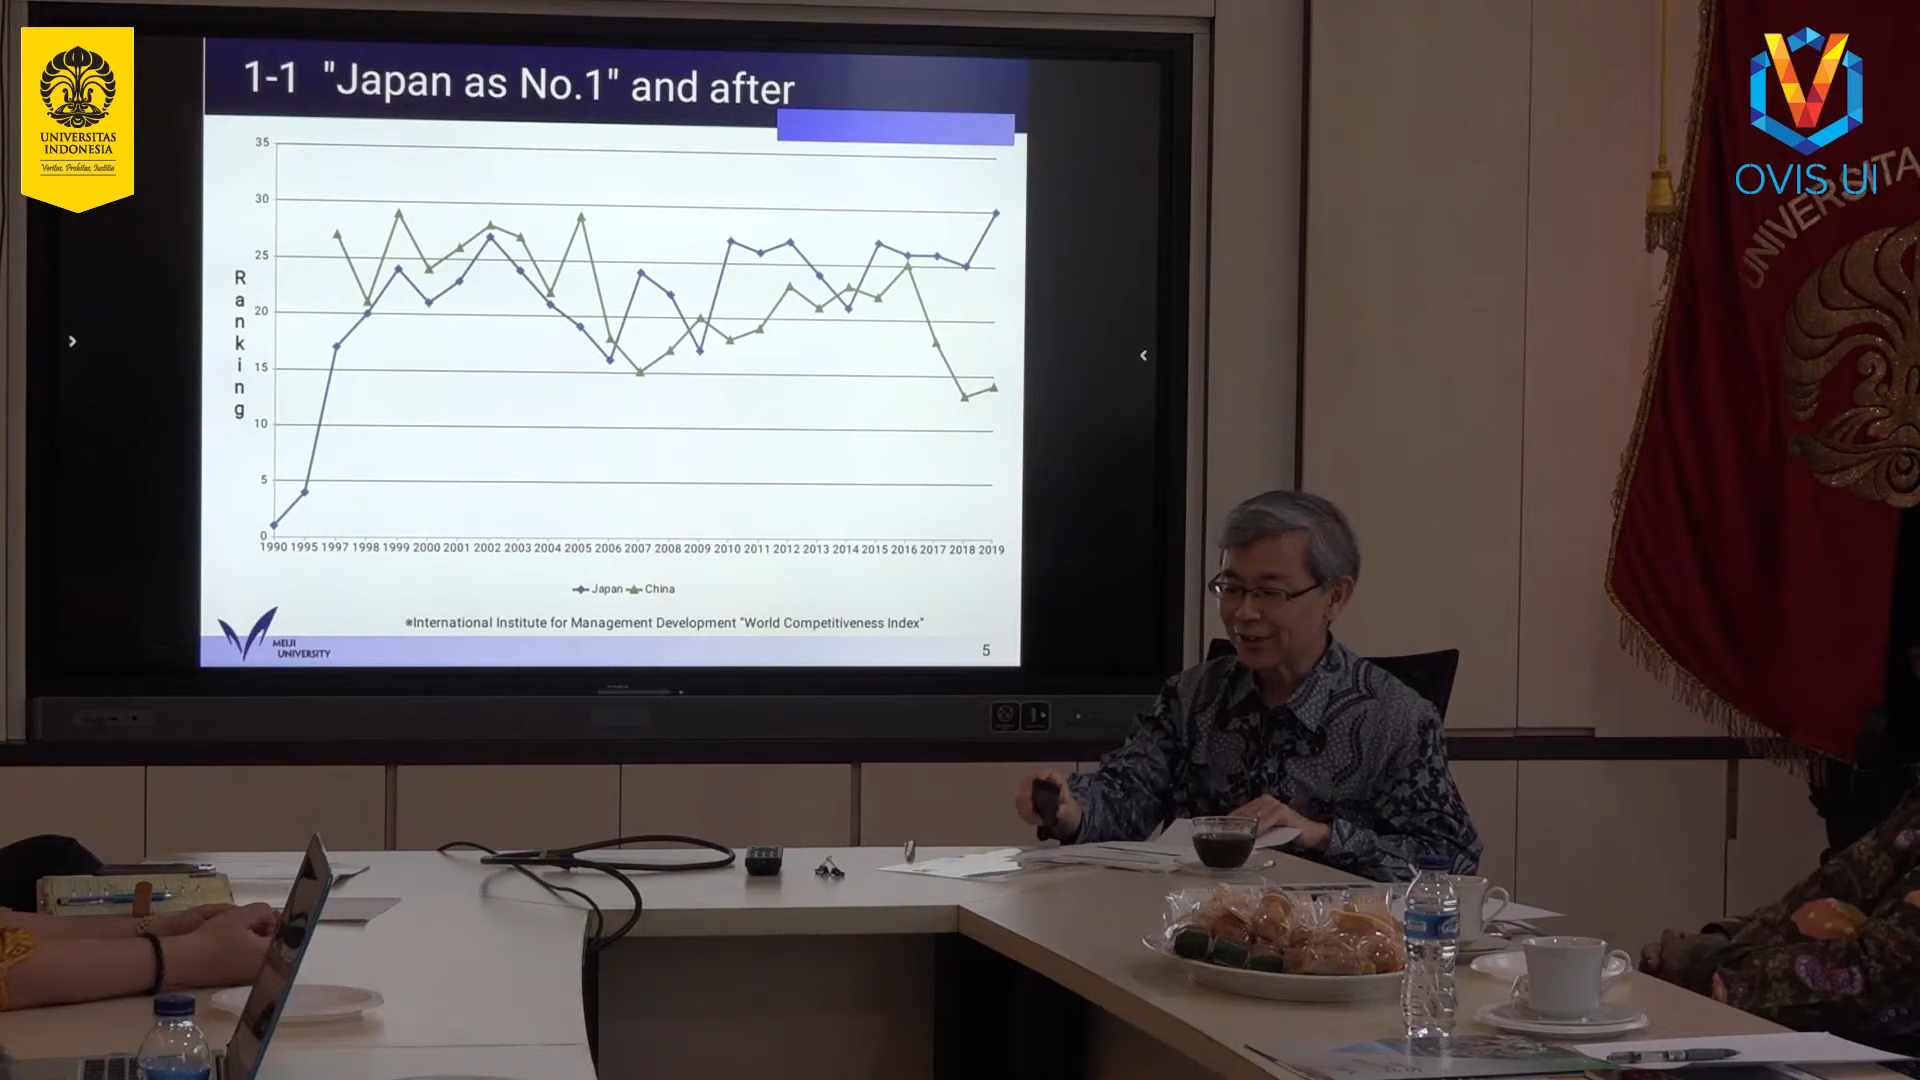 UNIVERSITAS
INDONESIA
Veritas, Probitas, Iustitia
1-1 "Japan as No.1" and after
35
30
25
20
15
10
5
0
Ranking
1990 1995 1997 1998 1999 2000 2001 2002 2003 2004 2005 2006 2007 2008 2009 2010 2011 2012 2013 2014 2015 2016 2017 2018 2019
Japan China
※International Institute for Management Development "World Competitiveness Index"
MEIJI
UNIVERSITY
5
OVIS UI
UNIVERSITA